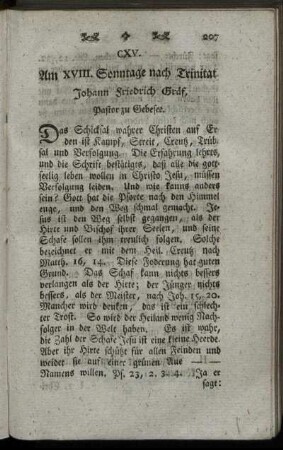 207
CXV.
Am XVIII. Sonntage nach Trinitat
Johann Friedrich Gräf,
Pastor zu Gebesee.
Das Schicksal wahrer Christen auf Er-
den ist Kampf, Streit, Creutz, Trüb-
sal und Verfolgung. Die Erfahrung lehrts,
und die Schrift bestätigts, daß alle die gott-
seelig leben wollen in Christo Jesu, müssen
Verfolgung leiden. Und wie kanns anders
sein? Gott hat die Pforte nach den Himmel
enge, und den Weg schmal gemacht. Je-
sus ist den Weg selbst gegangen, als der
Hirte und Bischof ihrer Seelen, und seine
Schafe sollen ihm treulich folgen. Solche
bezeichnet er mit dem Heil. Creutz nach
Matth. 16, 24. Diese Foderung hat guten
Grund. Das Schaf kann nichts bessers
verlangen als der Hirte; der Jünger nichts
bessers, als der Meister, nach Joh. 15, 20.
Mancher wird denken, das ist ein schlech-
ter Trost. So wird der Heiland wenig Nach-
folger in der Welt haben. Es ist wahr,
die Zahl der Schafe Jesu ist eine kleine Heerde.
Aber ihr Hirte schützt für allen Feinden und
weidet sie auf einer grünen Aue — —
Namens willen. Ps. 23, 2. 3. 4. Ja er
sagt: